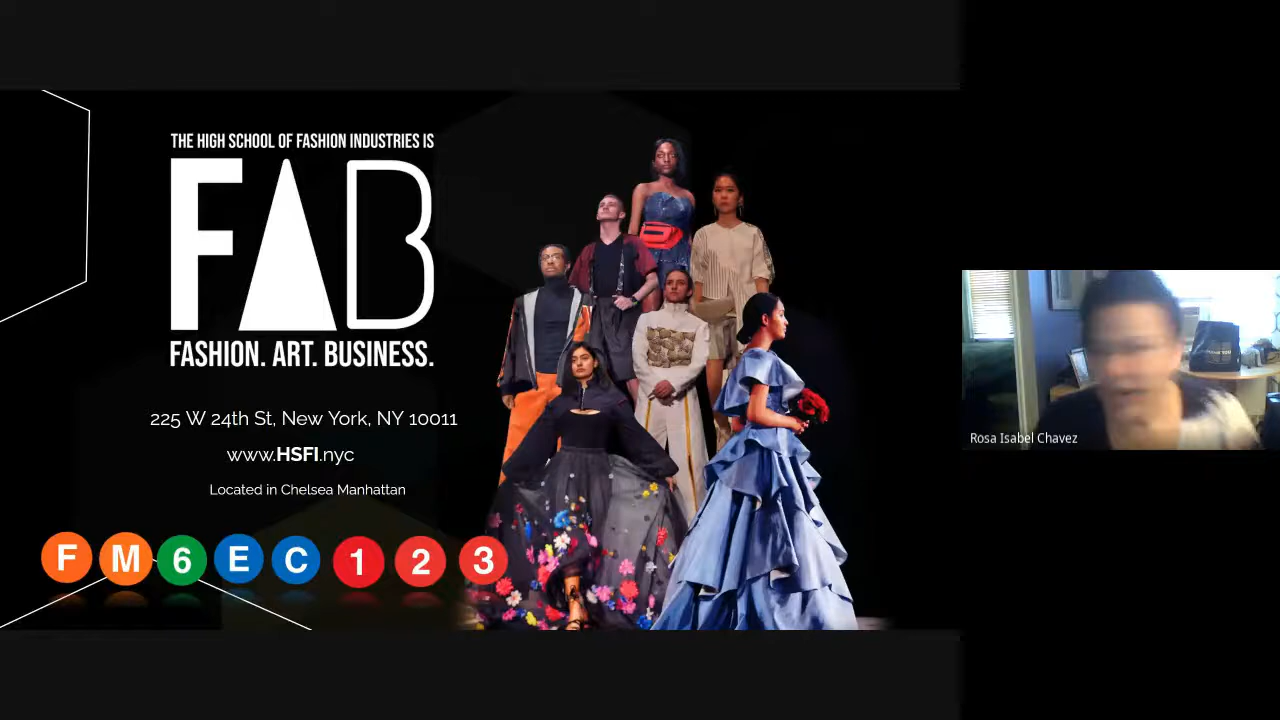 THE HIGH SCHOOL OF FASHION INDUSTRIES IS
FAB
FASHION. ART. BUSINESS.
225 W 24th St, New York, NY 10011
www.HSFI.nyc
Located in Chelsea Manhattan
F M 6 E C 1 2 3
Rosa Isabel Chavez